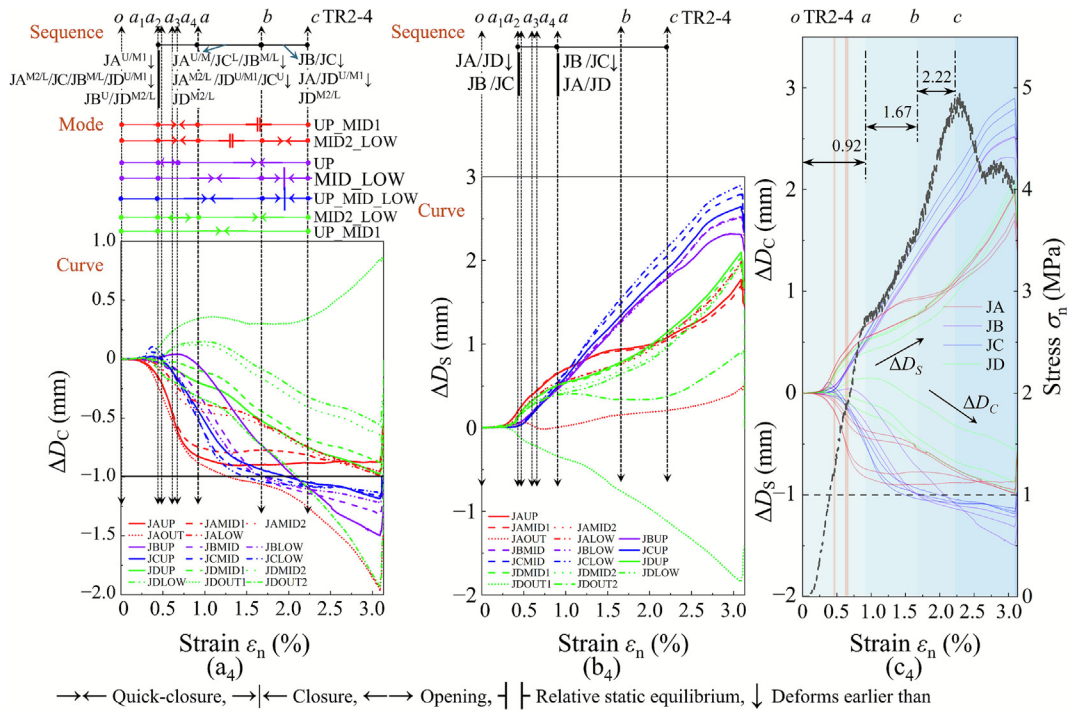 o a1 a2 a3 a4 a b c TR2-4
Sequence
JA^U/M1↓
JA^M2/L/JC/JB^M/L/JD^U/M1↓
JB^U/JD^M2/L
JA^U/M/JC^L/JB^M/L↓
JA^M2/L/JD^U/M1/JC^U↓
JD^M2/L
JB/JC↓
JA/JD^U/M1↓
JD^M2/L
Mode
UP_MID1
MID2_LOW
UP
MID_LOW
UP_MID_LOW
MID2_LOW
UP_MID1
Curve
1.0
0.5
0
−0.5
−1.0
−1.5
−2.0
ΔD_C (mm)
JAUP JAMID1 JAMID2
JAOUT JALOW
JBUP JBMID JBLOW
JCUP JCMID JCLOW
JDUP JDMID1 JDMID2
JDLOW JDOUT1 JDOUT2
0 0.5 1.0 1.5 2.0 2.5 3.0
Strain ε_n (%)
(a4)
o a1 a2 a3 a4 a b c TR2-4
Sequence
JA/JD↓
JB/JC
JB/JC↓
JA/JD
Curve
3
2
1
0
1
2
ΔD_S (mm)
JAUP
JAMID1 JAMID2
JAOUT JALOW JBUP
JBMID JBLOW JCUP
JCMID JCLOW JDUP
JDMID1 JDMID2 JDLOW
JDOUT1 JDOUT2
0 0.5 1.0 1.5 2.0 2.5 3.0
Strain ε_n (%)
(b4)
o TR2-4 a b c
2.22
1.67
0.92
3
2
1
0
−1
−2
ΔD_S (mm) ΔD_C (mm)
5
4
3
2
1
0
Stress σ_n (MPa)
JA
JB
JC
JD
ΔD_S
ΔD_C
0 0.5 1.0 1.5 2.0 2.5 3.0
Strain ε_n (%)
(c4)
→← Quick-closure, →|← Closure, ←→ Opening, ┤├ Relative static equilibrium, ↓ Deforms earlier than